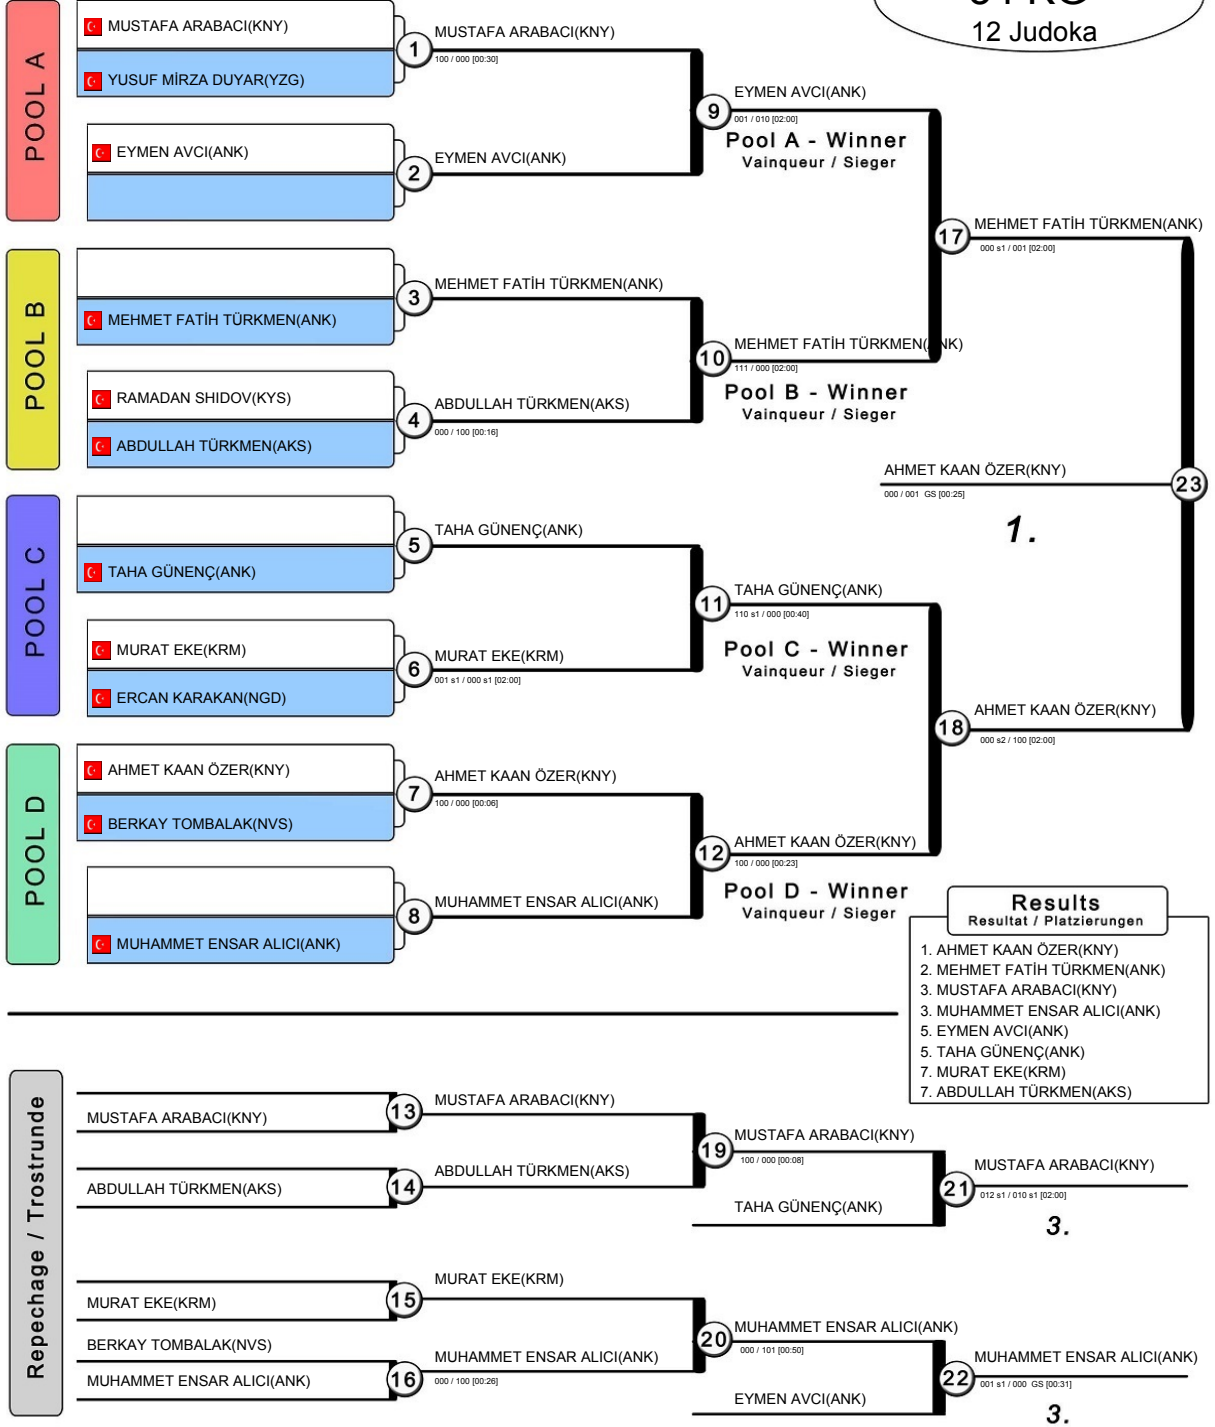 12 Judoka
POOL A
MUSTAFA ARABACI(KNY)
YUSUF MİRZA DUYAR(YZG)
EYMEN AVCI(ANK)
1
MUSTAFA ARABACI(KNY)
100 / 000 [00:30]
2
EYMEN AVCI(ANK)
9
EYMEN AVCI(ANK)
001 / 010 [02:00]
Pool A - Winner
Vainqueur / Sieger
POOL B
MEHMET FATİH TÜRKMEN(ANK)
RAMADAN SHIDOV(KYS)
ABDULLAH TÜRKMEN(AKS)
3
MEHMET FATİH TÜRKMEN(ANK)
4
ABDULLAH TÜRKMEN(AKS)
000 / 100 [00:16]
10
MEHMET FATİH TÜRKMEN(ANK)
111 / 000 [02:00]
Pool B - Winner
Vainqueur / Sieger
17
MEHMET FATİH TÜRKMEN(ANK)
000 s1 / 001 [02:00]
POOL C
TAHA GÜNENÇ(ANK)
MURAT EKE(KRM)
ERCAN KARAKAN(NGD)
5
TAHA GÜNENÇ(ANK)
6
MURAT EKE(KRM)
001 s1 / 000 s1 [02:00]
11
TAHA GÜNENÇ(ANK)
110 s1 / 000 [00:40]
Pool C - Winner
Vainqueur / Sieger
POOL D
AHMET KAAN ÖZER(KNY)
BERKAY TOMBALAK(NVS)
MUHAMMET ENSAR ALICI(ANK)
7
AHMET KAAN ÖZER(KNY)
100 / 000 [00:06]
8
MUHAMMET ENSAR ALICI(ANK)
12
AHMET KAAN ÖZER(KNY)
100 / 000 [00:23]
Pool D - Winner
Vainqueur / Sieger
18
AHMET KAAN ÖZER(KNY)
000 s2 / 100 [02:00]
AHMET KAAN ÖZER(KNY)
23
000 / 001 GS [00:25]
1.
Results
Resultat / Platzierungen
1. AHMET KAAN ÖZER(KNY)
2. MEHMET FATİH TÜRKMEN(ANK)
3. MUSTAFA ARABACI(KNY)
3. MUHAMMET ENSAR ALICI(ANK)
5. EYMEN AVCI(ANK)
5. TAHA GÜNENÇ(ANK)
7. MURAT EKE(KRM)
7. ABDULLAH TÜRKMEN(AKS)
Repechage / Trostrunde
MUSTAFA ARABACI(KNY)
13
MUSTAFA ARABACI(KNY)
ABDULLAH TÜRKMEN(AKS)
14
ABDULLAH TÜRKMEN(AKS)
19
MUSTAFA ARABACI(KNY)
100 / 000 [00:08]
TAHA GÜNENÇ(ANK)
21
MUSTAFA ARABACI(KNY)
012 s1 / 010 s1 [02:00]
3.
MURAT EKE(KRM)
15
MURAT EKE(KRM)
BERKAY TOMBALAK(NVS)
MUHAMMET ENSAR ALICI(ANK)
16
MUHAMMET ENSAR ALICI(ANK)
000 / 100 [00:26]
20
MUHAMMET ENSAR ALICI(ANK)
000 / 101 [00:50]
EYMEN AVCI(ANK)
22
MUHAMMET ENSAR ALICI(ANK)
001 s1 / 000 GS [00:31]
3.